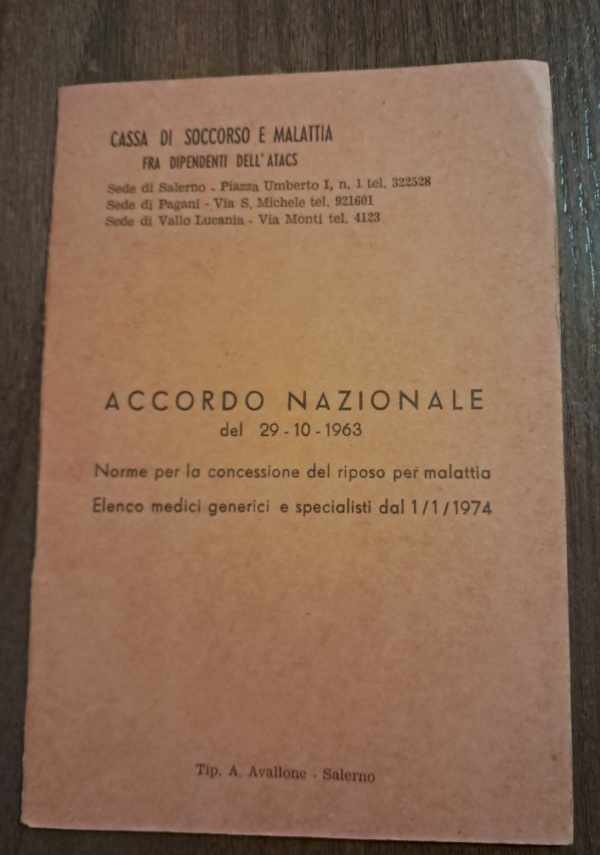 CASSA DI SOCCORSO E MALATTIA
FRA DIPENDENTI DELL'ATACS
Sede di Salerno - Piazza Umberto I, n. 1 tel. 322528
Sede di Pagani - Via S. Michele tel. 921601
Sede di Vallo Lucania - Via Monti tel. 4123
ACCORDO NAZIONALE
del 29-10-1963
Norme per la concessione del riposo per malattia
Elenco medici generici e specialisti dal 1/1/1974
Tip. A. Avallone - Salerno